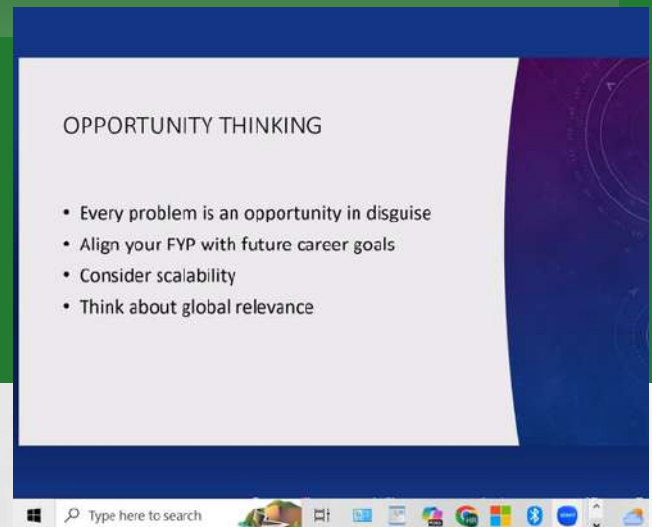 OPPORTUNITY THINKING
• Every problem is an opportunity in disguise
• Align your FYP with future career goals
• Consider scalability
• Think about global relevance
Type here to search